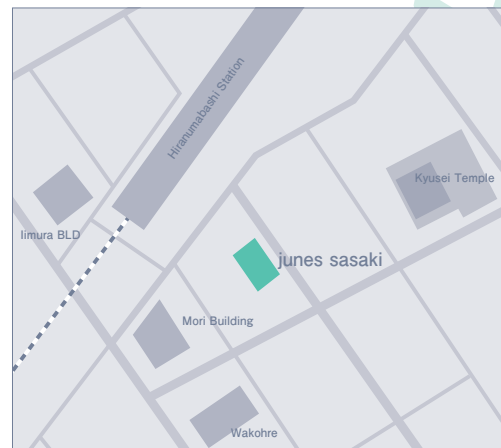 Hiranumabashi Station
Kyusei Temple
Iimura BLD
junes sasaki
Mori Building
Wakohre